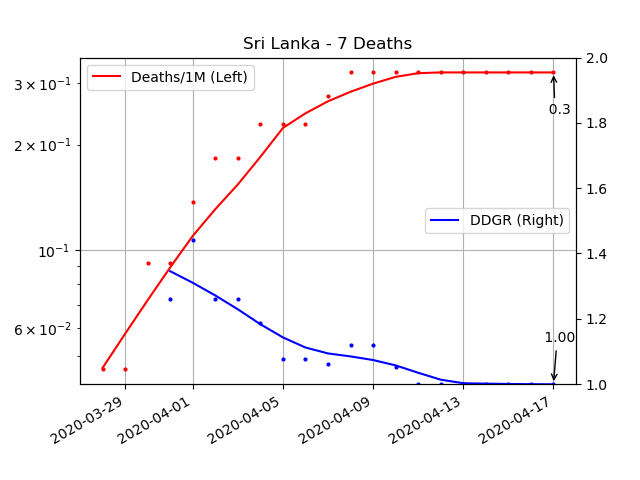 Sri Lanka - 7 Deaths
Deaths/1M (Left)
DDGR (Right)
3 × 10⁻¹
2 × 10⁻¹
10⁻¹
6 × 10⁻²
2.0
1.8
1.6
1.4
1.2
1.0
0.3
1.00
2020-03-29
2020-04-01
2020-04-05
2020-04-09
2020-04-13
2020-04-17